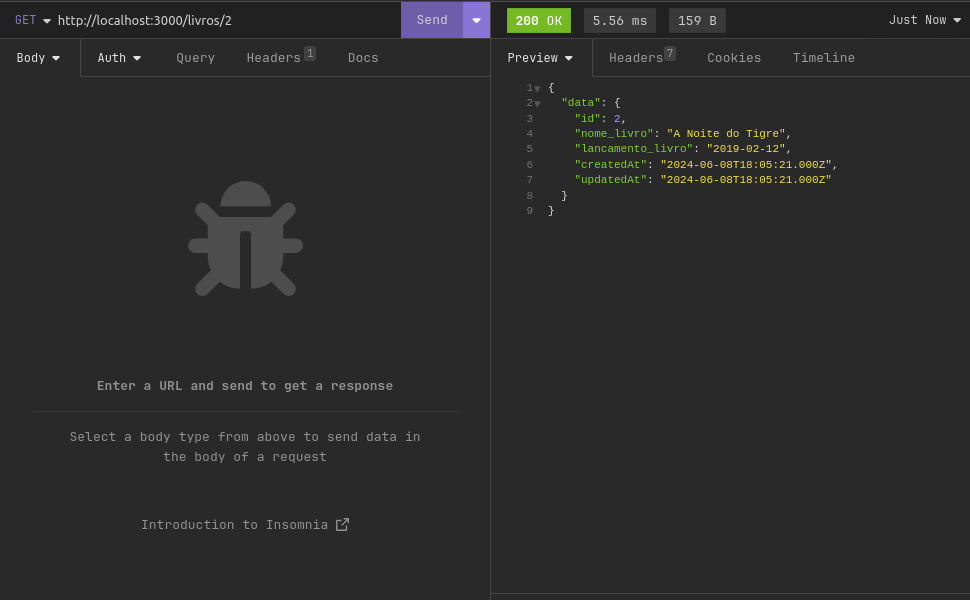 GET http://localhost:3000/livros/2 Send
200 OK 5.56 ms 159 B Just Now
Body Auth Query Headers 1 Docs
Preview Headers 7 Cookies Timeline
Enter a URL and send to get a response
Select a body type from above to send data in
the body of a request
Introduction to Insomnia
1 {
2 "data": {
3 "id": 2,
4 "nome_livro": "A Noite do Tigre",
5 "lancamento_livro": "2019-02-12",
6 "createdAt": "2024-06-08T18:05:21.000Z",
7 "updatedAt": "2024-06-08T18:05:21.000Z"
8 }
9 }